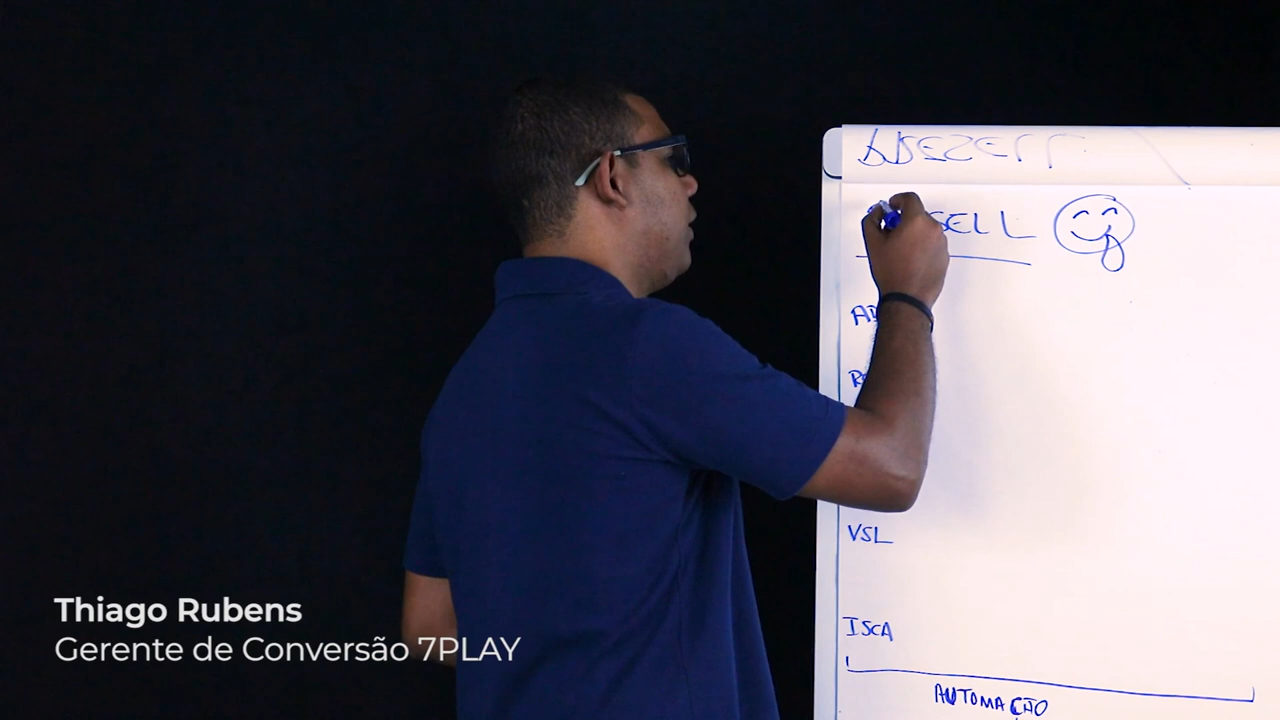 SELL
VSL
ISCA
AUTOMAÇÃO
Thiago Rubens
Gerente de Conversão 7PLAY